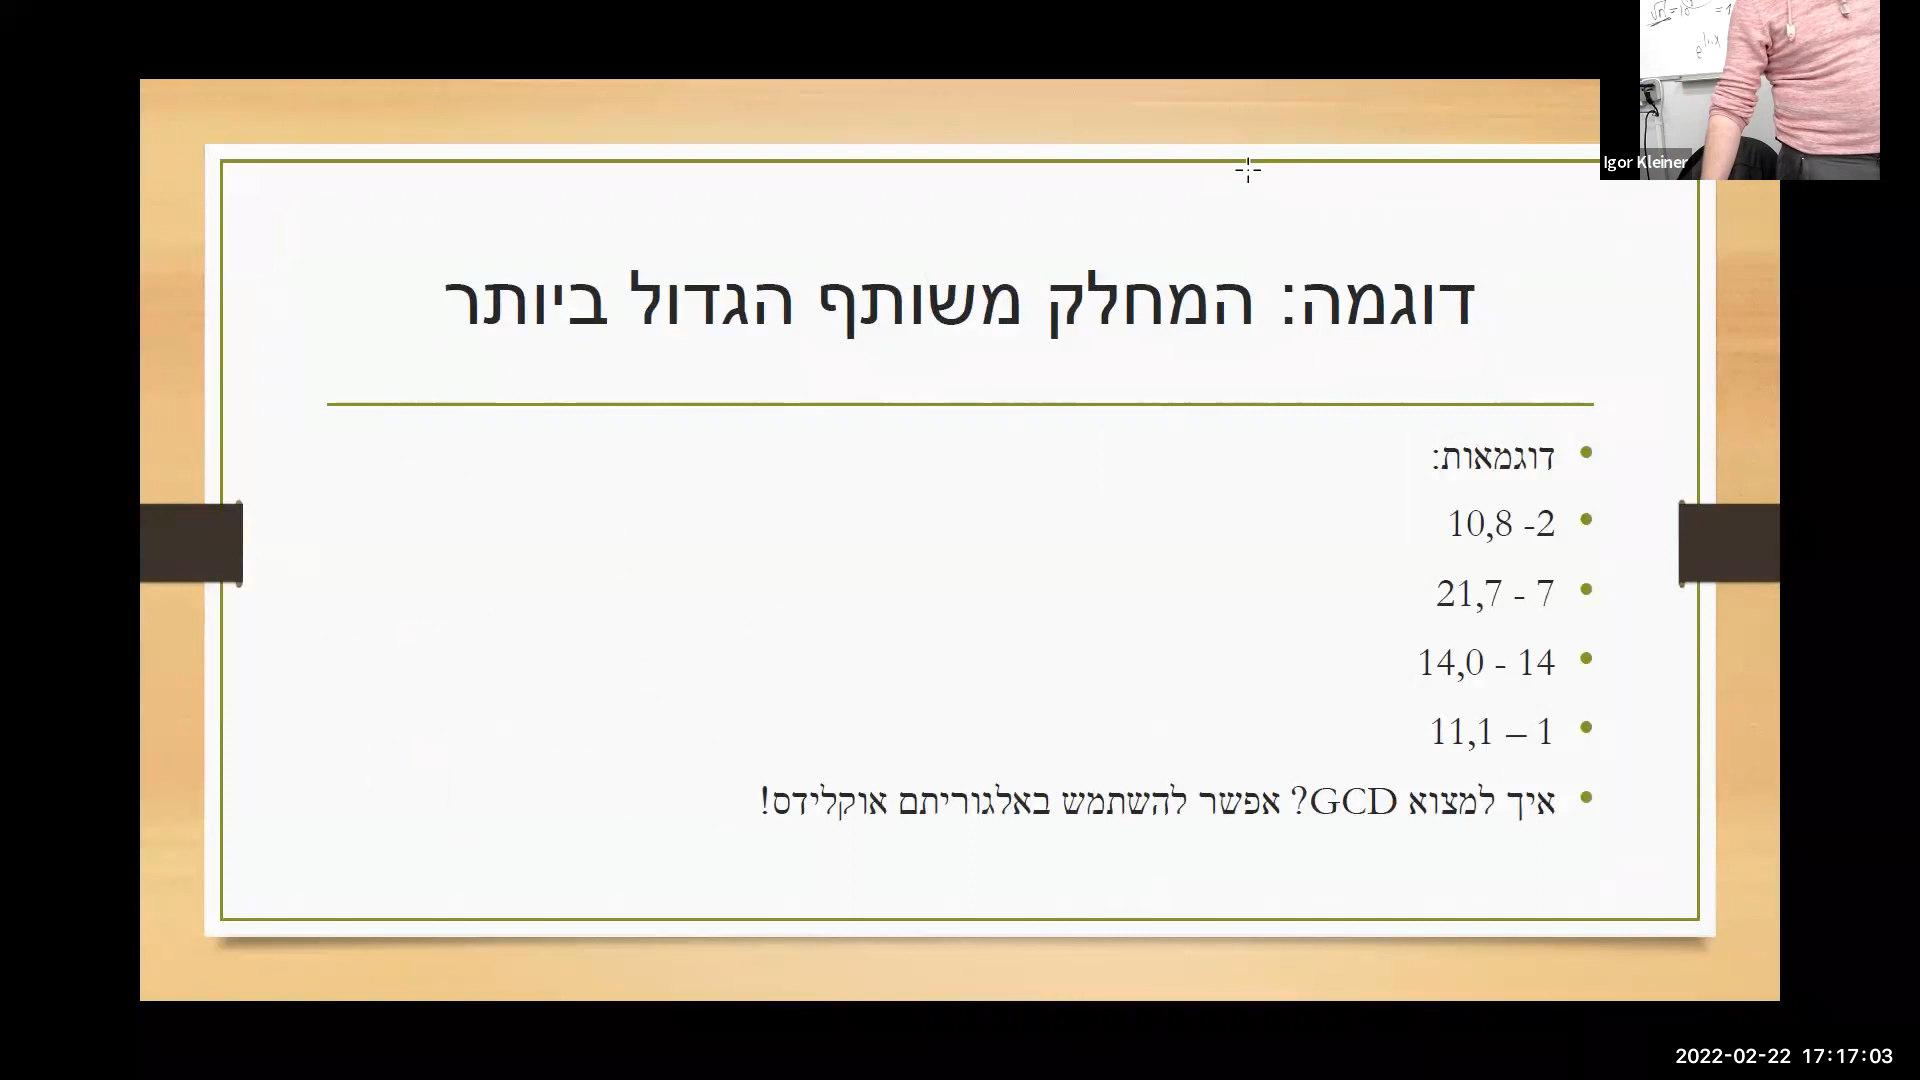 דוגמה: המחלק משותף הגדול ביותר
דוגמאות:
10,8 -2
21,7 - 7
14,0 - 14
11,1 – 1
איך למצוא GCD? אפשר להשתמש באלגוריתם אוקלידס!
Igor Kleiner
2022-02-22 17:17:03